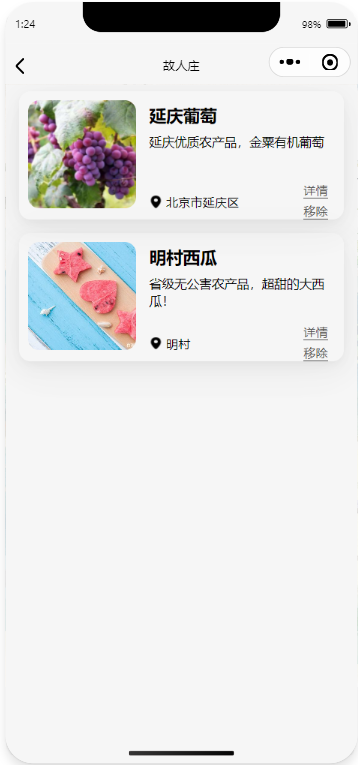 1:24
98%
故人庄
延庆葡萄
延庆优质农产品，金粟有机葡萄
北京市延庆区
详情
移除
明村西瓜
省级无公害农产品，超甜的大西
瓜！
明村
详情
移除